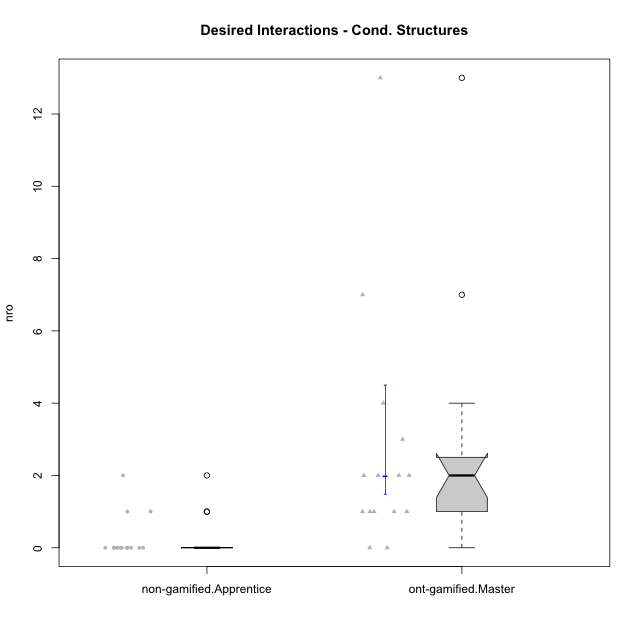 Desired Interactions - Cond. Structures
12
10
8
6
4
2
0
nro
non-gamified.Apprentice
ont-gamified.Master